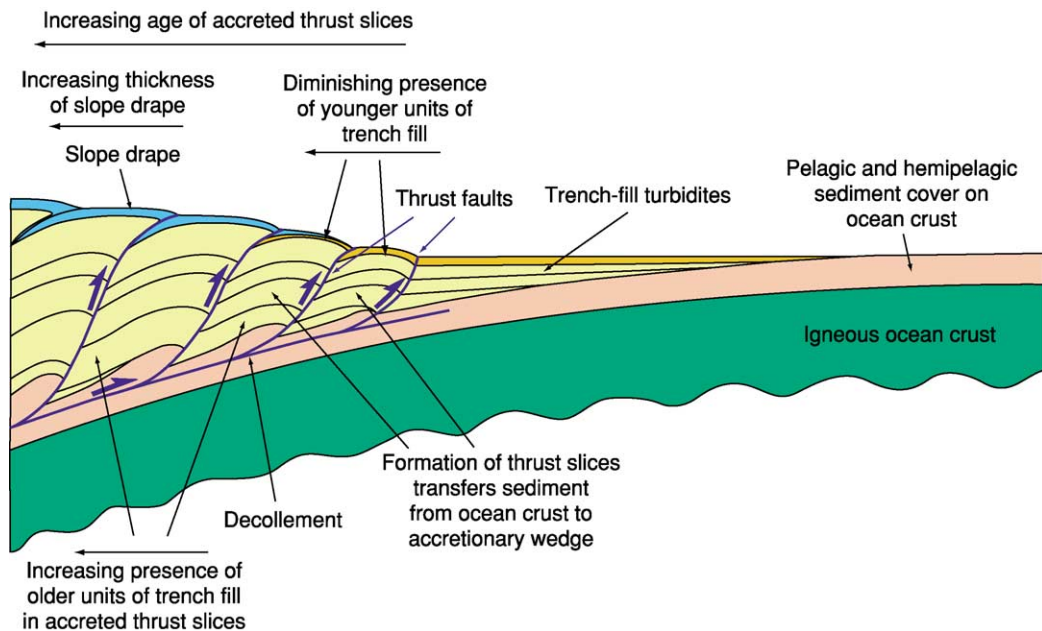 Increasing age of accreted thrust slices
Increasing thickness
of slope drape
Slope drape
Diminishing presence
of younger units of
trench fill
Thrust faults
Trench-fill turbidites
Pelagic and hemipelagic
sediment cover on
ocean crust
Igneous ocean crust
Formation of thrust slices
transfers sediment
from ocean crust to
accretionary wedge
Decollement
Increasing presence of
older units of trench fill
in accreted thrust slices